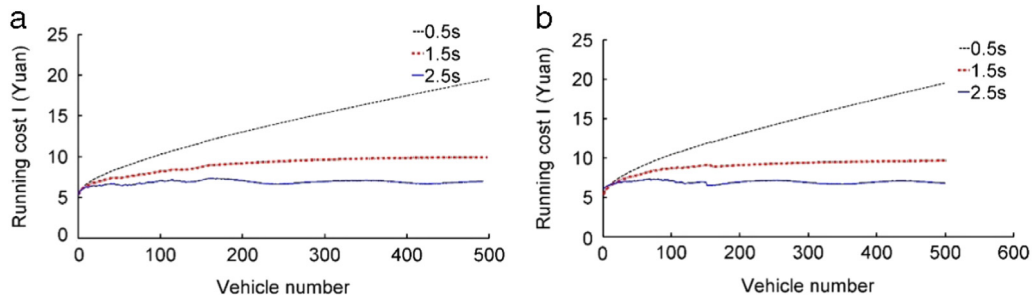 a
Running cost I (Yuan)
25
20
15
10
5
0
0 100 200 300 400 500
Vehicle number
0.5s
1.5s
2.5s
b
Running cost I (Yuan)
25
20
15
10
5
0
0 100 200 300 400 500 600
Vehicle number
0.5s
1.5s
2.5s